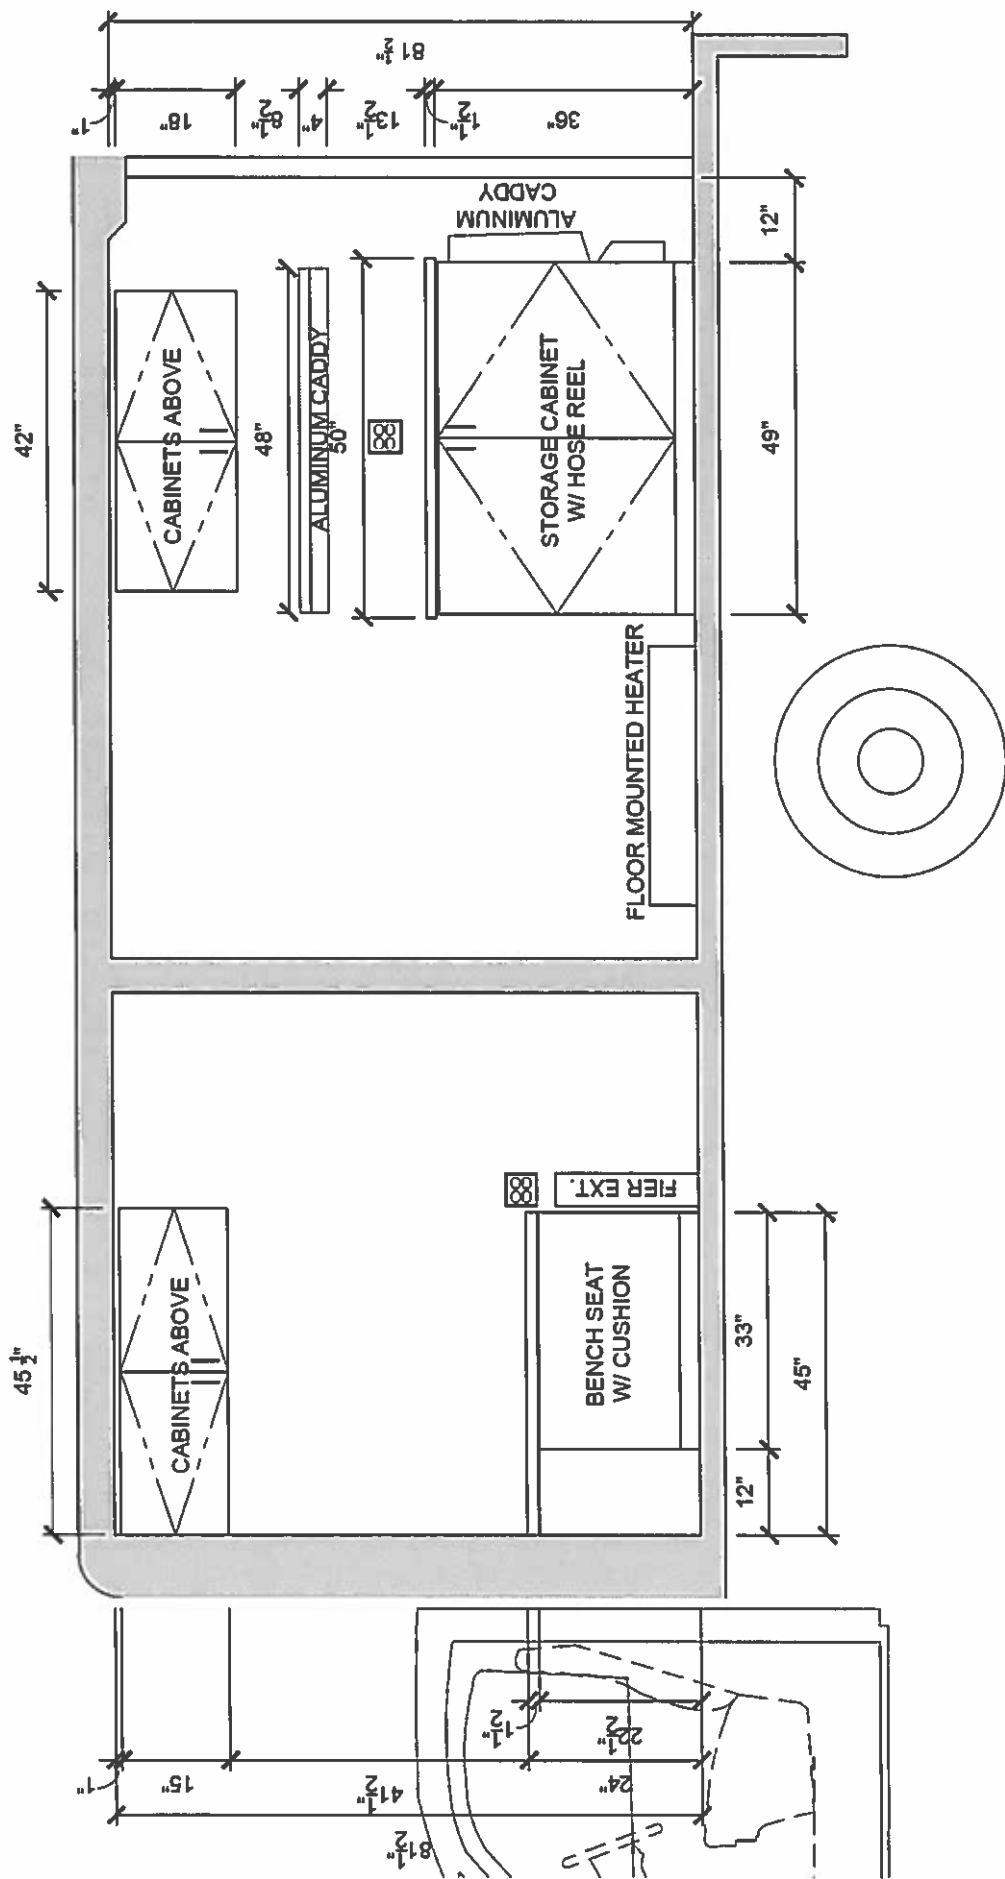 45 1/2"
42"
CABINETS ABOVE
CABINETS ABOVE
48"
ALUMINUM CADDY
50"
ALUMINUM
CADDY
STORAGE CABINET
W/ HOSE REEL
FLOOR MOUNTED HEATER
BENCH SEAT
W/ CUSHION
FIER EXT.
12"
33"
45"
49"
12"
1"
15"
41 1/2"
24"
81 1/2"
1 1/2"
22 1/2"
1"
18"
8 1/2"
4"
13 1/2"
1 1/2"
36"
81 1/2"